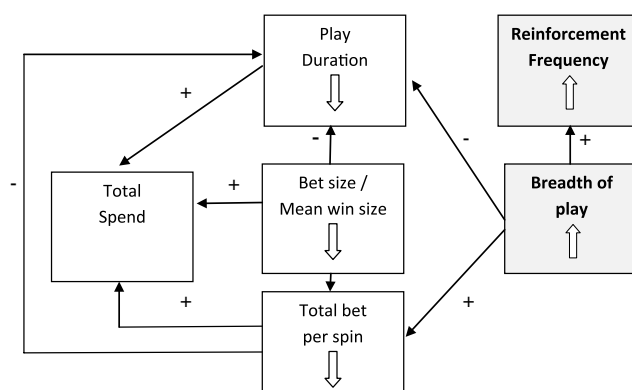 Play
Duration
Reinforcement
Frequency
+
-
-
+
-
Total
Spend
+
Bet size /
Mean win size
Breadth of
play
+
+
Total bet
per spin